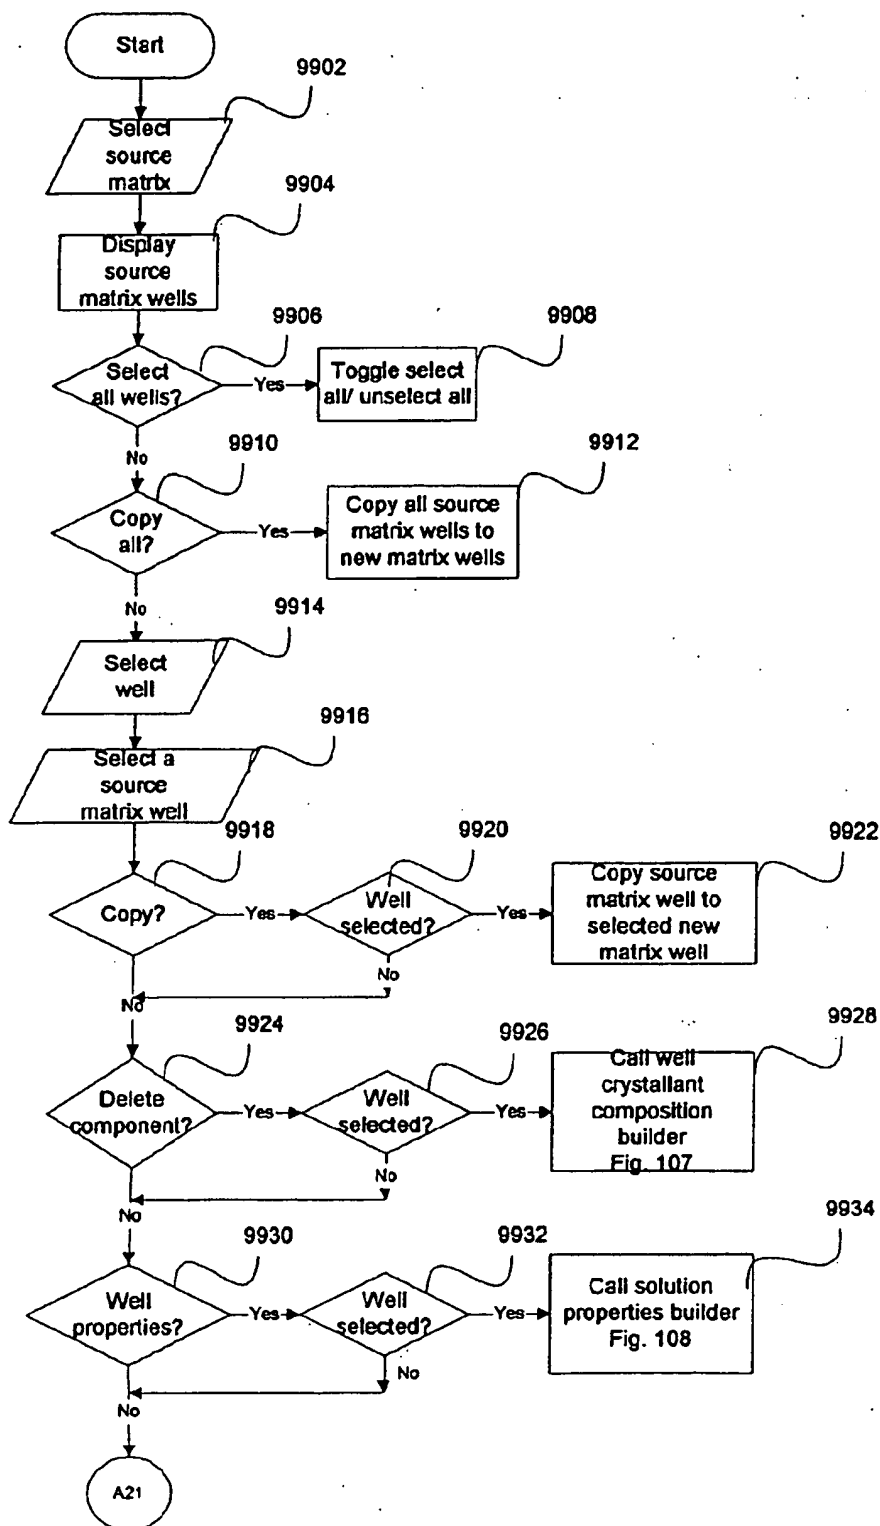 Start
9902
Select
source
matrix
9904
Display
source
matrix wells
9906
9908
Select
all wells?
Yes
Toggle select
all/ unselect all
No
9910
9912
Copy
all?
Yes
Copy all source
matrix wells to
new matrix wells
No
9914
Select
well
9916
Select a
source
matrix well
9918
9920
9922
Copy?
Yes
Well
selected?
Yes
Copy source
matrix well to
selected new
matrix well
No
No
9924
9926
9928
Delete
component?
Yes
Well
selected?
Yes
Call well
crystallant
composition
builder
Fig. 107
No
No
9930
9932
9934
Well
properties?
Yes
Well
selected?
Yes
Call solution
properties builder
Fig. 108
No
No
A21